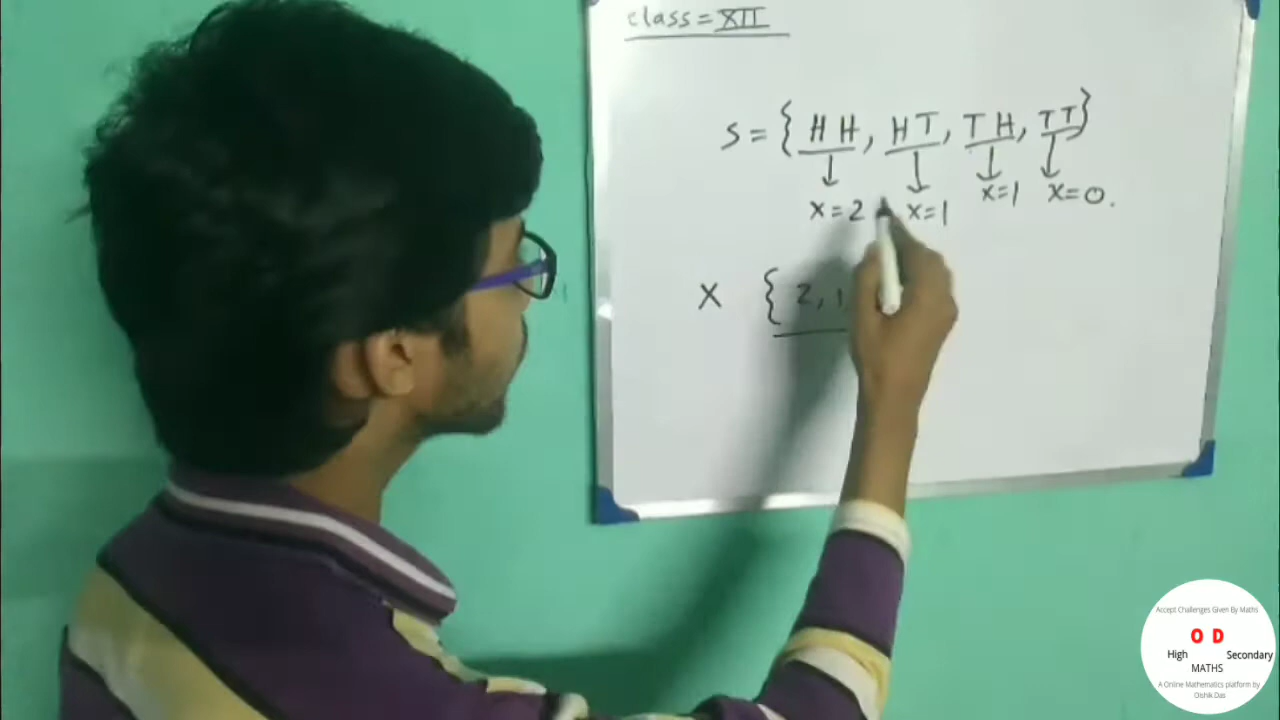 class = XII
S = { HH, HT, TH, TT}
x=2 x=1 x=1 x=0.
X { 2, 1
Accept Challenges Given By Maths
O D
High Secondary
MATHS
A Online Mathematics platform by
Oishik Das